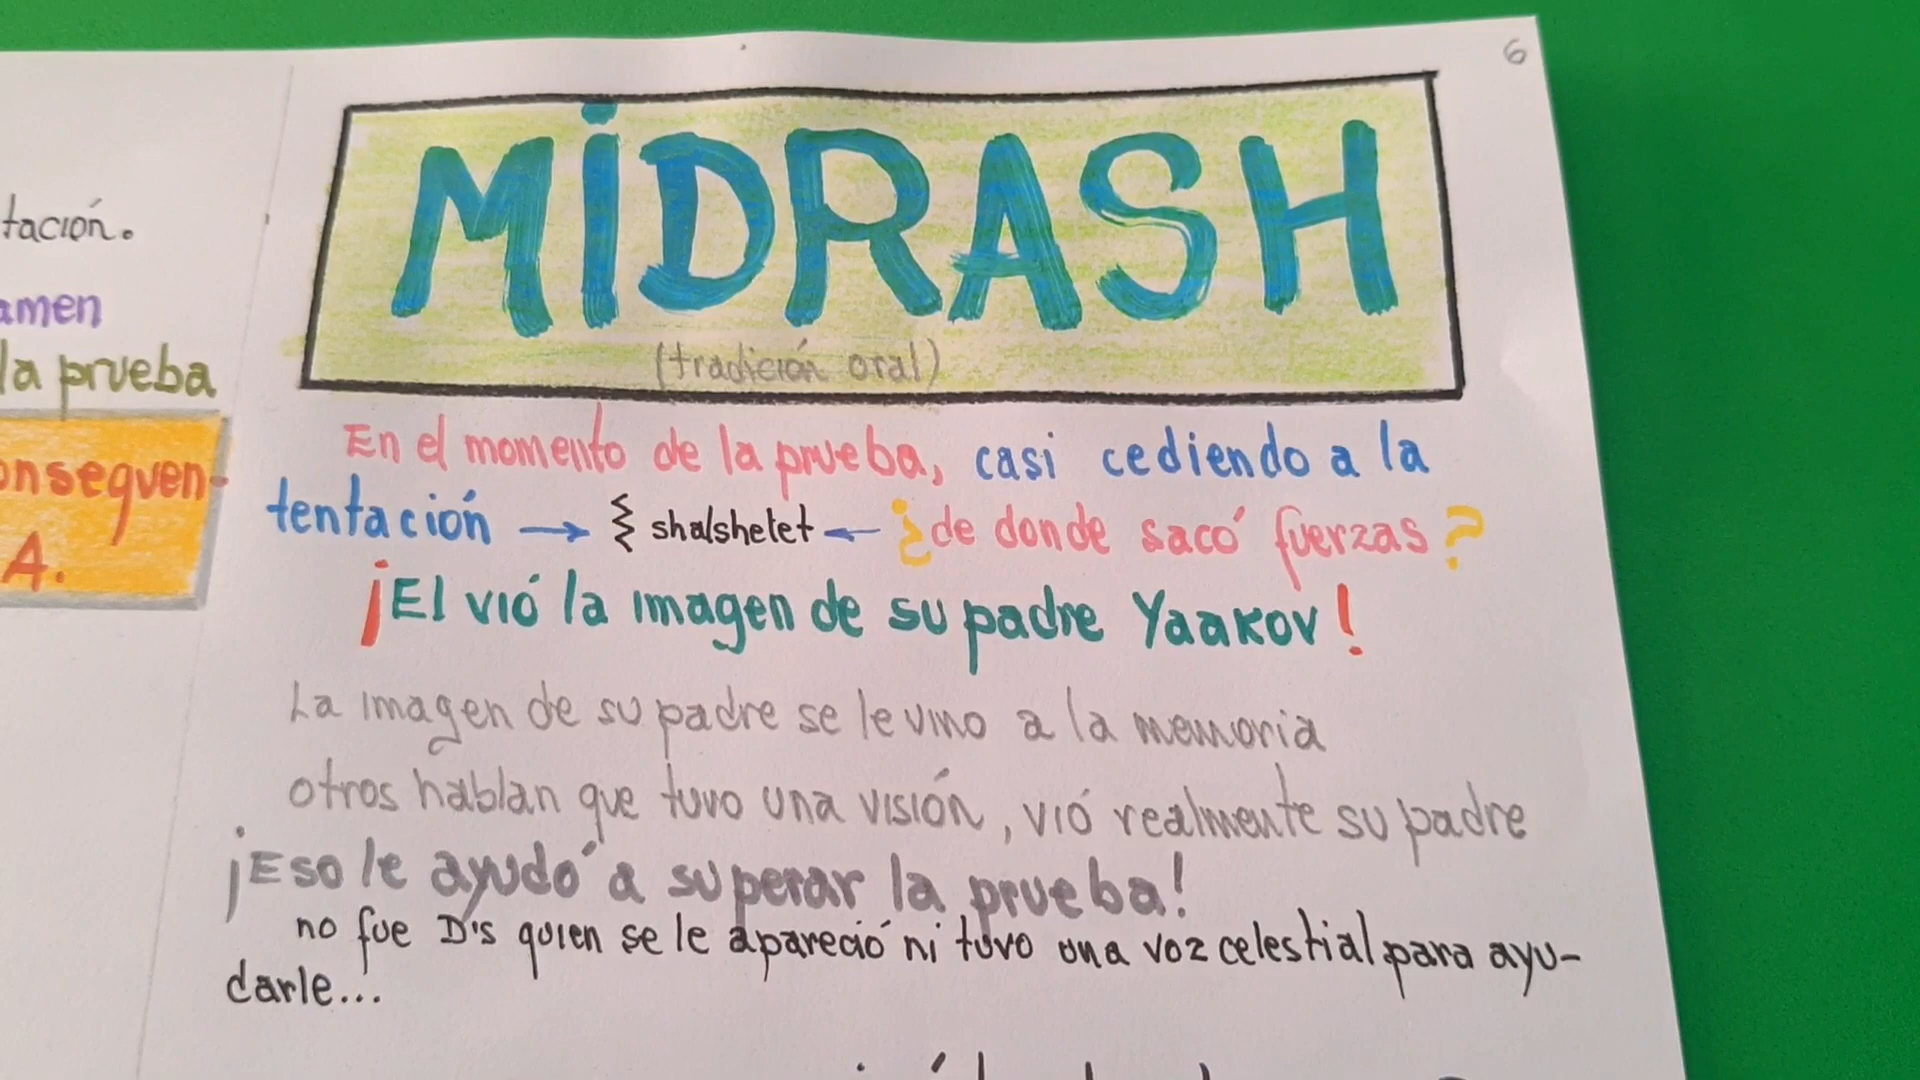 6
MIDRASH
(tradición oral)
tación.
amen
la prueba
onsequen-
A.
En el momento de la prueba, casi cediendo a la
tentación → shalshelet ← ¿de donde sacó fuerzas?
¡El vió la imagen de su padre Yaakov!
La imagen de su padre se le vino a la memoria
otros hablan que tuvo una visión, vió realmente su padre
¡Eso le ayudó a superar la prueba!
no fue D's quien se le apareció ni tuvo una voz celestial para ayu-
darle...